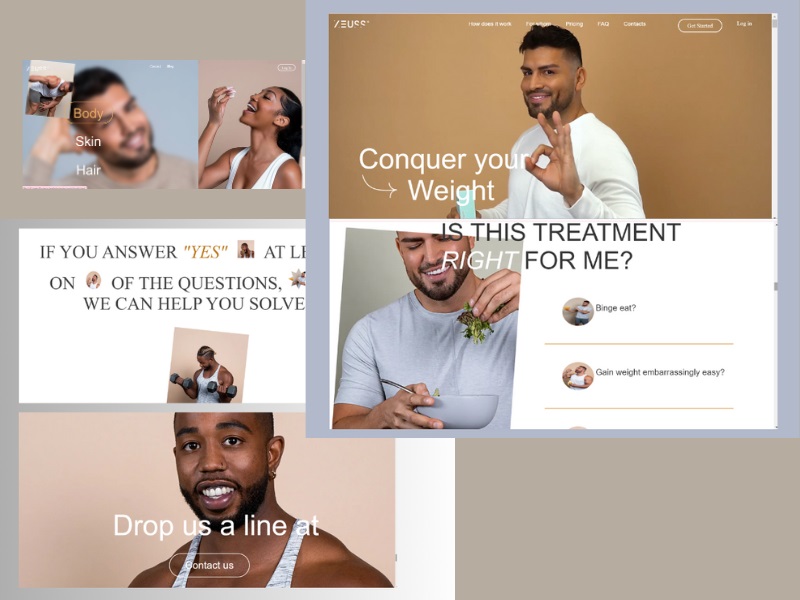 Body
Skin
Hair
IF YOU ANSWER "YES" AT LE
ON OF THE QUESTIONS,
WE CAN HELP YOU SOLVE
Drop us a line at
Contact us
ZEUSS
How does it work For whom Pricing FAQ Contacts Get Started Log in
Conquer your
Weight
IS THIS TREATMENT
RIGHT FOR ME?
Binge eat?
Gain weight embarrassingly easy?